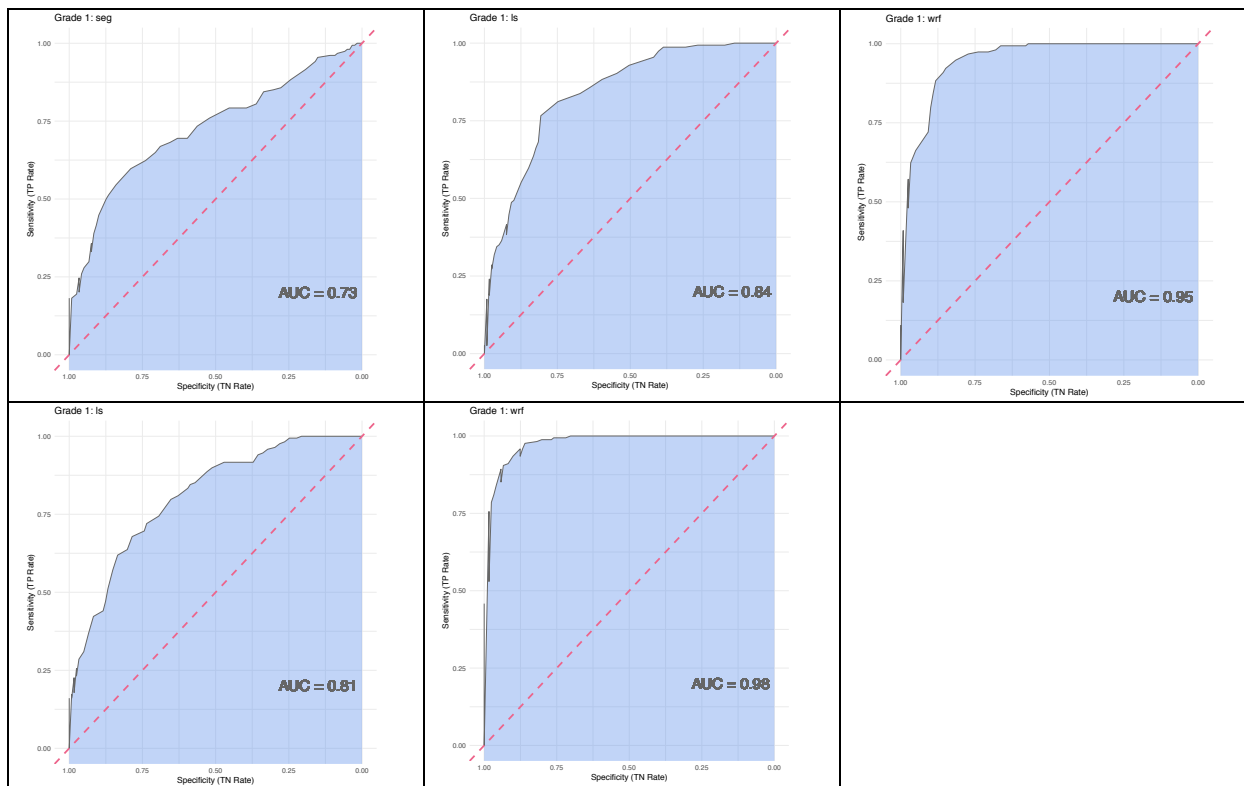 Grade 1: seg
1.00
0.75
0.50
0.25
0.00
Sensitivity (TP Rate)
AUC = 0.73
1.00 0.75 0.50 0.25 0.00
Specificity (TN Rate)
Grade 1: ls
1.00
0.75
0.50
0.25
0.00
Sensitivity (TP Rate)
AUC = 0.84
1.00 0.75 0.50 0.25 0.00
Specificity (TN Rate)
Grade 1: wrf
1.00
0.75
0.50
0.25
0.00
Sensitivity (TP Rate)
AUC = 0.95
1.00 0.75 0.50 0.25 0.00
Specificity (TN Rate)
Grade 1: ls
1.00
0.75
0.50
0.25
0.00
Sensitivity (TP Rate)
AUC = 0.81
1.00 0.75 0.50 0.25 0.00
Specificity (TN Rate)
Grade 1: wrf
1.00
0.75
0.50
0.25
0.00
Sensitivity (TP Rate)
AUC = 0.98
1.00 0.75 0.50 0.25 0.00
Specificity (TN Rate)